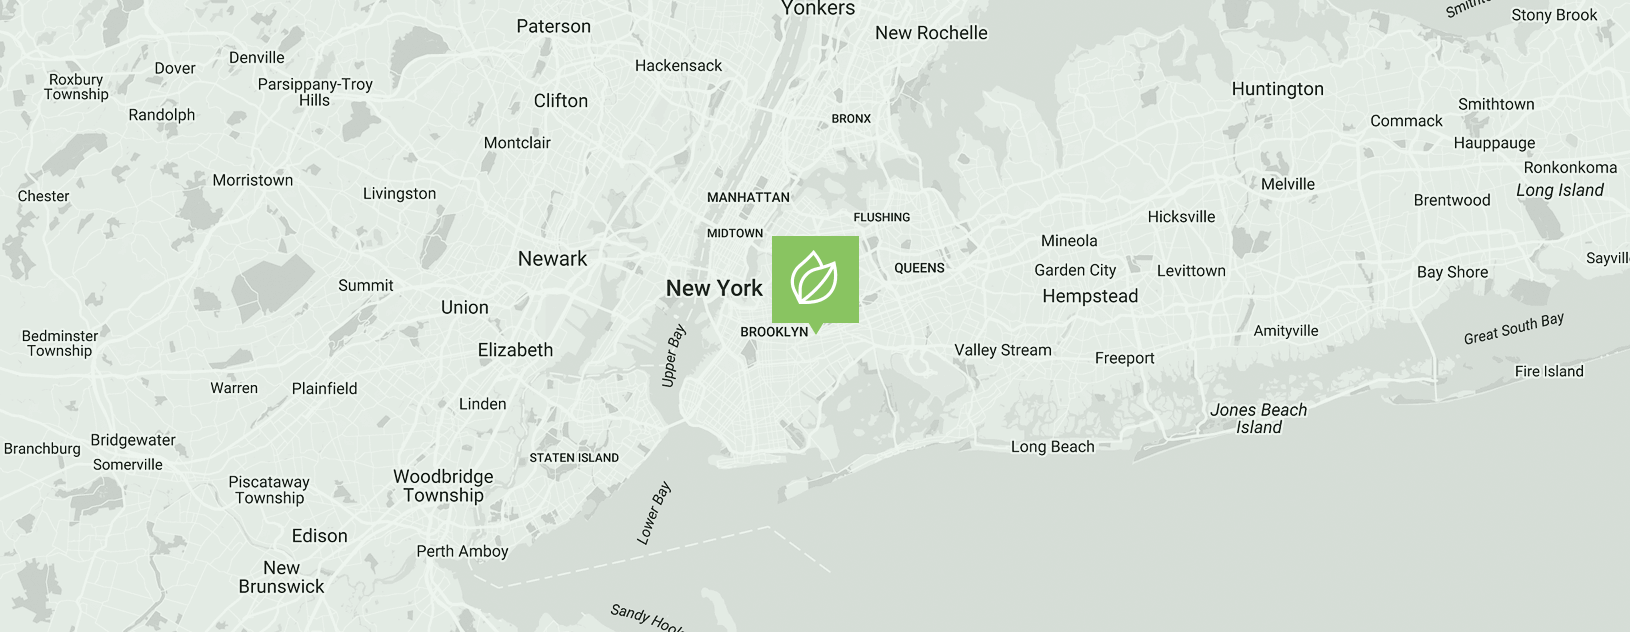 Yonkers
Stony Brook
Paterson
New Rochelle
Denville
Dover
Hackensack
Roxbury
Township
Parsippany-Troy
Hills
Huntington
Clifton
Smithtown
Randolph
BRONX
Commack
Montclair
Hauppauge
Ronkonkoma
Morristown
Melville
Long Island
Chester
Livingston
MANHATTAN
Brentwood
FLUSHING
Hicksville
MIDTOWN
Mineola
Newark
QUEENS
Garden City
Levittown
Bay Shore
Summit
New York
Hempstead
Union
Great South Bay
BROOKLYN
Amityville
Bedminster
Township
Upper Bay
Elizabeth
Valley Stream
Freeport
Fire Island
Warren
Plainfield
Linden
Jones Beach
Island
Bridgewater
Branchburg
Long Beach
STATEN ISLAND
Somerville
Woodbridge
Township
Piscataway
Township
Lower Bay
Edison
Perth Amboy
New
Brunswick
Sandy Hook